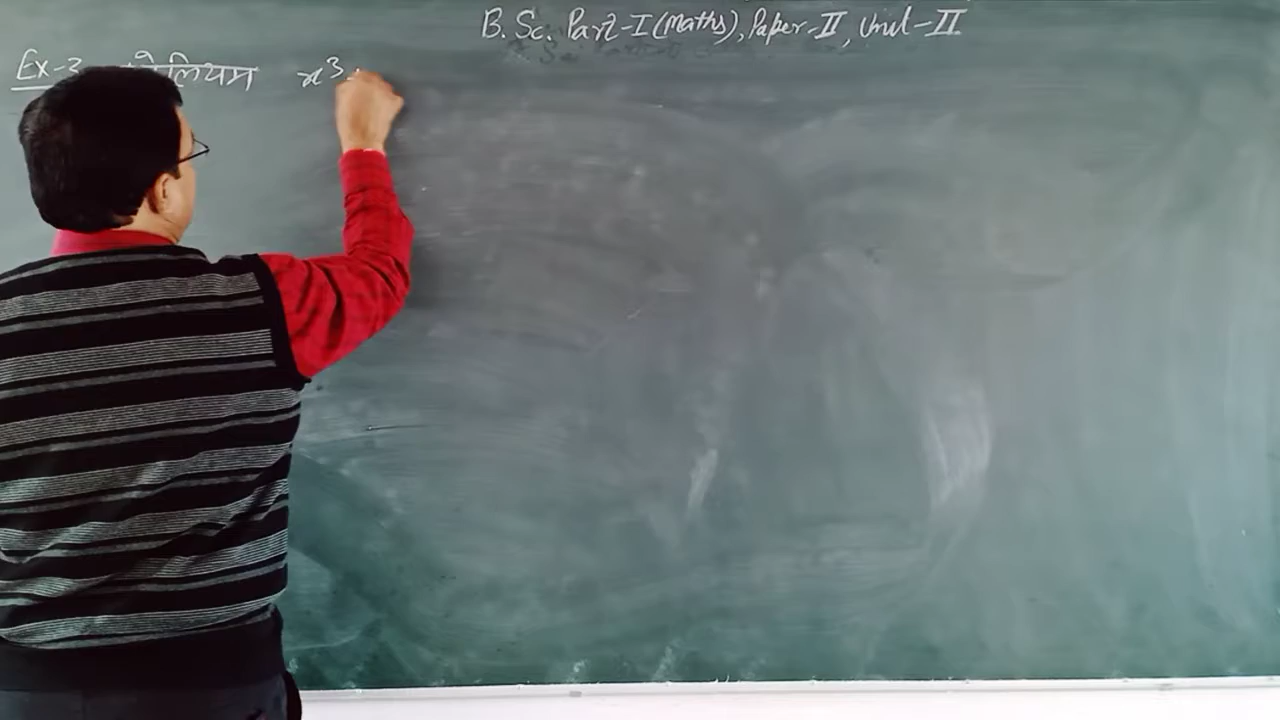 B. Sc. Part-I (Maths), Paper-II, Unit-II
Ex-3 x³